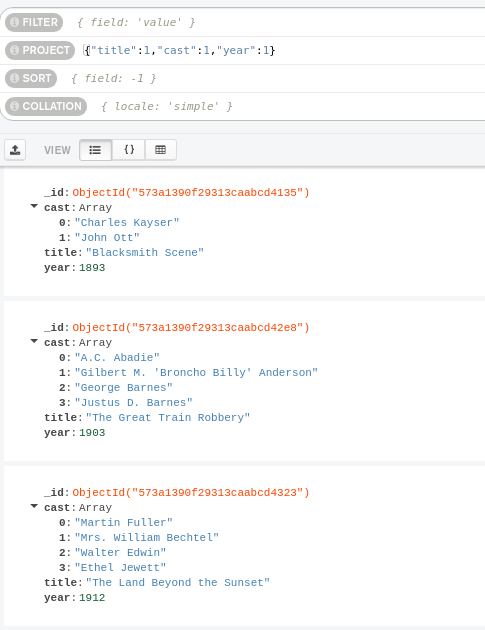 FILTER { field: 'value' }
PROJECT {"title":1,"cast":1,"year":1}
SORT { field: -1 }
COLLATION { locale: 'simple' }
VIEW {}
_id: ObjectId("573a1390f29313caabcd4135")
cast: Array
0: "Charles Kayser"
1: "John Ott"
title: "Blacksmith Scene"
year: 1893
_id: ObjectId("573a1390f29313caabcd42e8")
cast: Array
0: "A.C. Abadie"
1: "Gilbert M. 'Broncho Billy' Anderson"
2: "George Barnes"
3: "Justus D. Barnes"
title: "The Great Train Robbery"
year: 1903
_id: ObjectId("573a1390f29313caabcd4323")
cast: Array
0: "Martin Fuller"
1: "Mrs. William Bechtel"
2: "Walter Edwin"
3: "Ethel Jewett"
title: "The Land Beyond the Sunset"
year: 1912